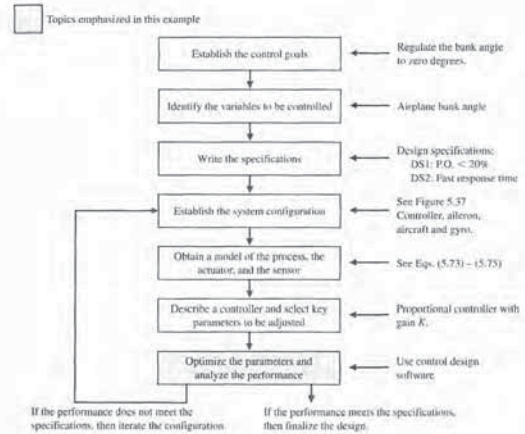 Topics emphasized in this example
Establish the control goals
Regulate the bank angle
to zero degrees.
Identify the variables to be controlled
Airplane bank angle
Write the specifications
Design specifications:
DS1: P.O. < 20%
DS2: Fast response time
Establish the system configuration
See Figure 5.37
Controller, aileron,
aircraft and gyro.
Obtain a model of the process, the
actuator, and the sensor
See Eqs. (5.73) – (5.75)
Describe a controller and select key
parameters to be adjusted
Proportional controller with
gain K.
Optimize the parameters and
analyze the performance
Use control design
software
If the performance does not meet the
specifications, then iterate the configuration.
If the performance meets the specifications,
then finalize the design.